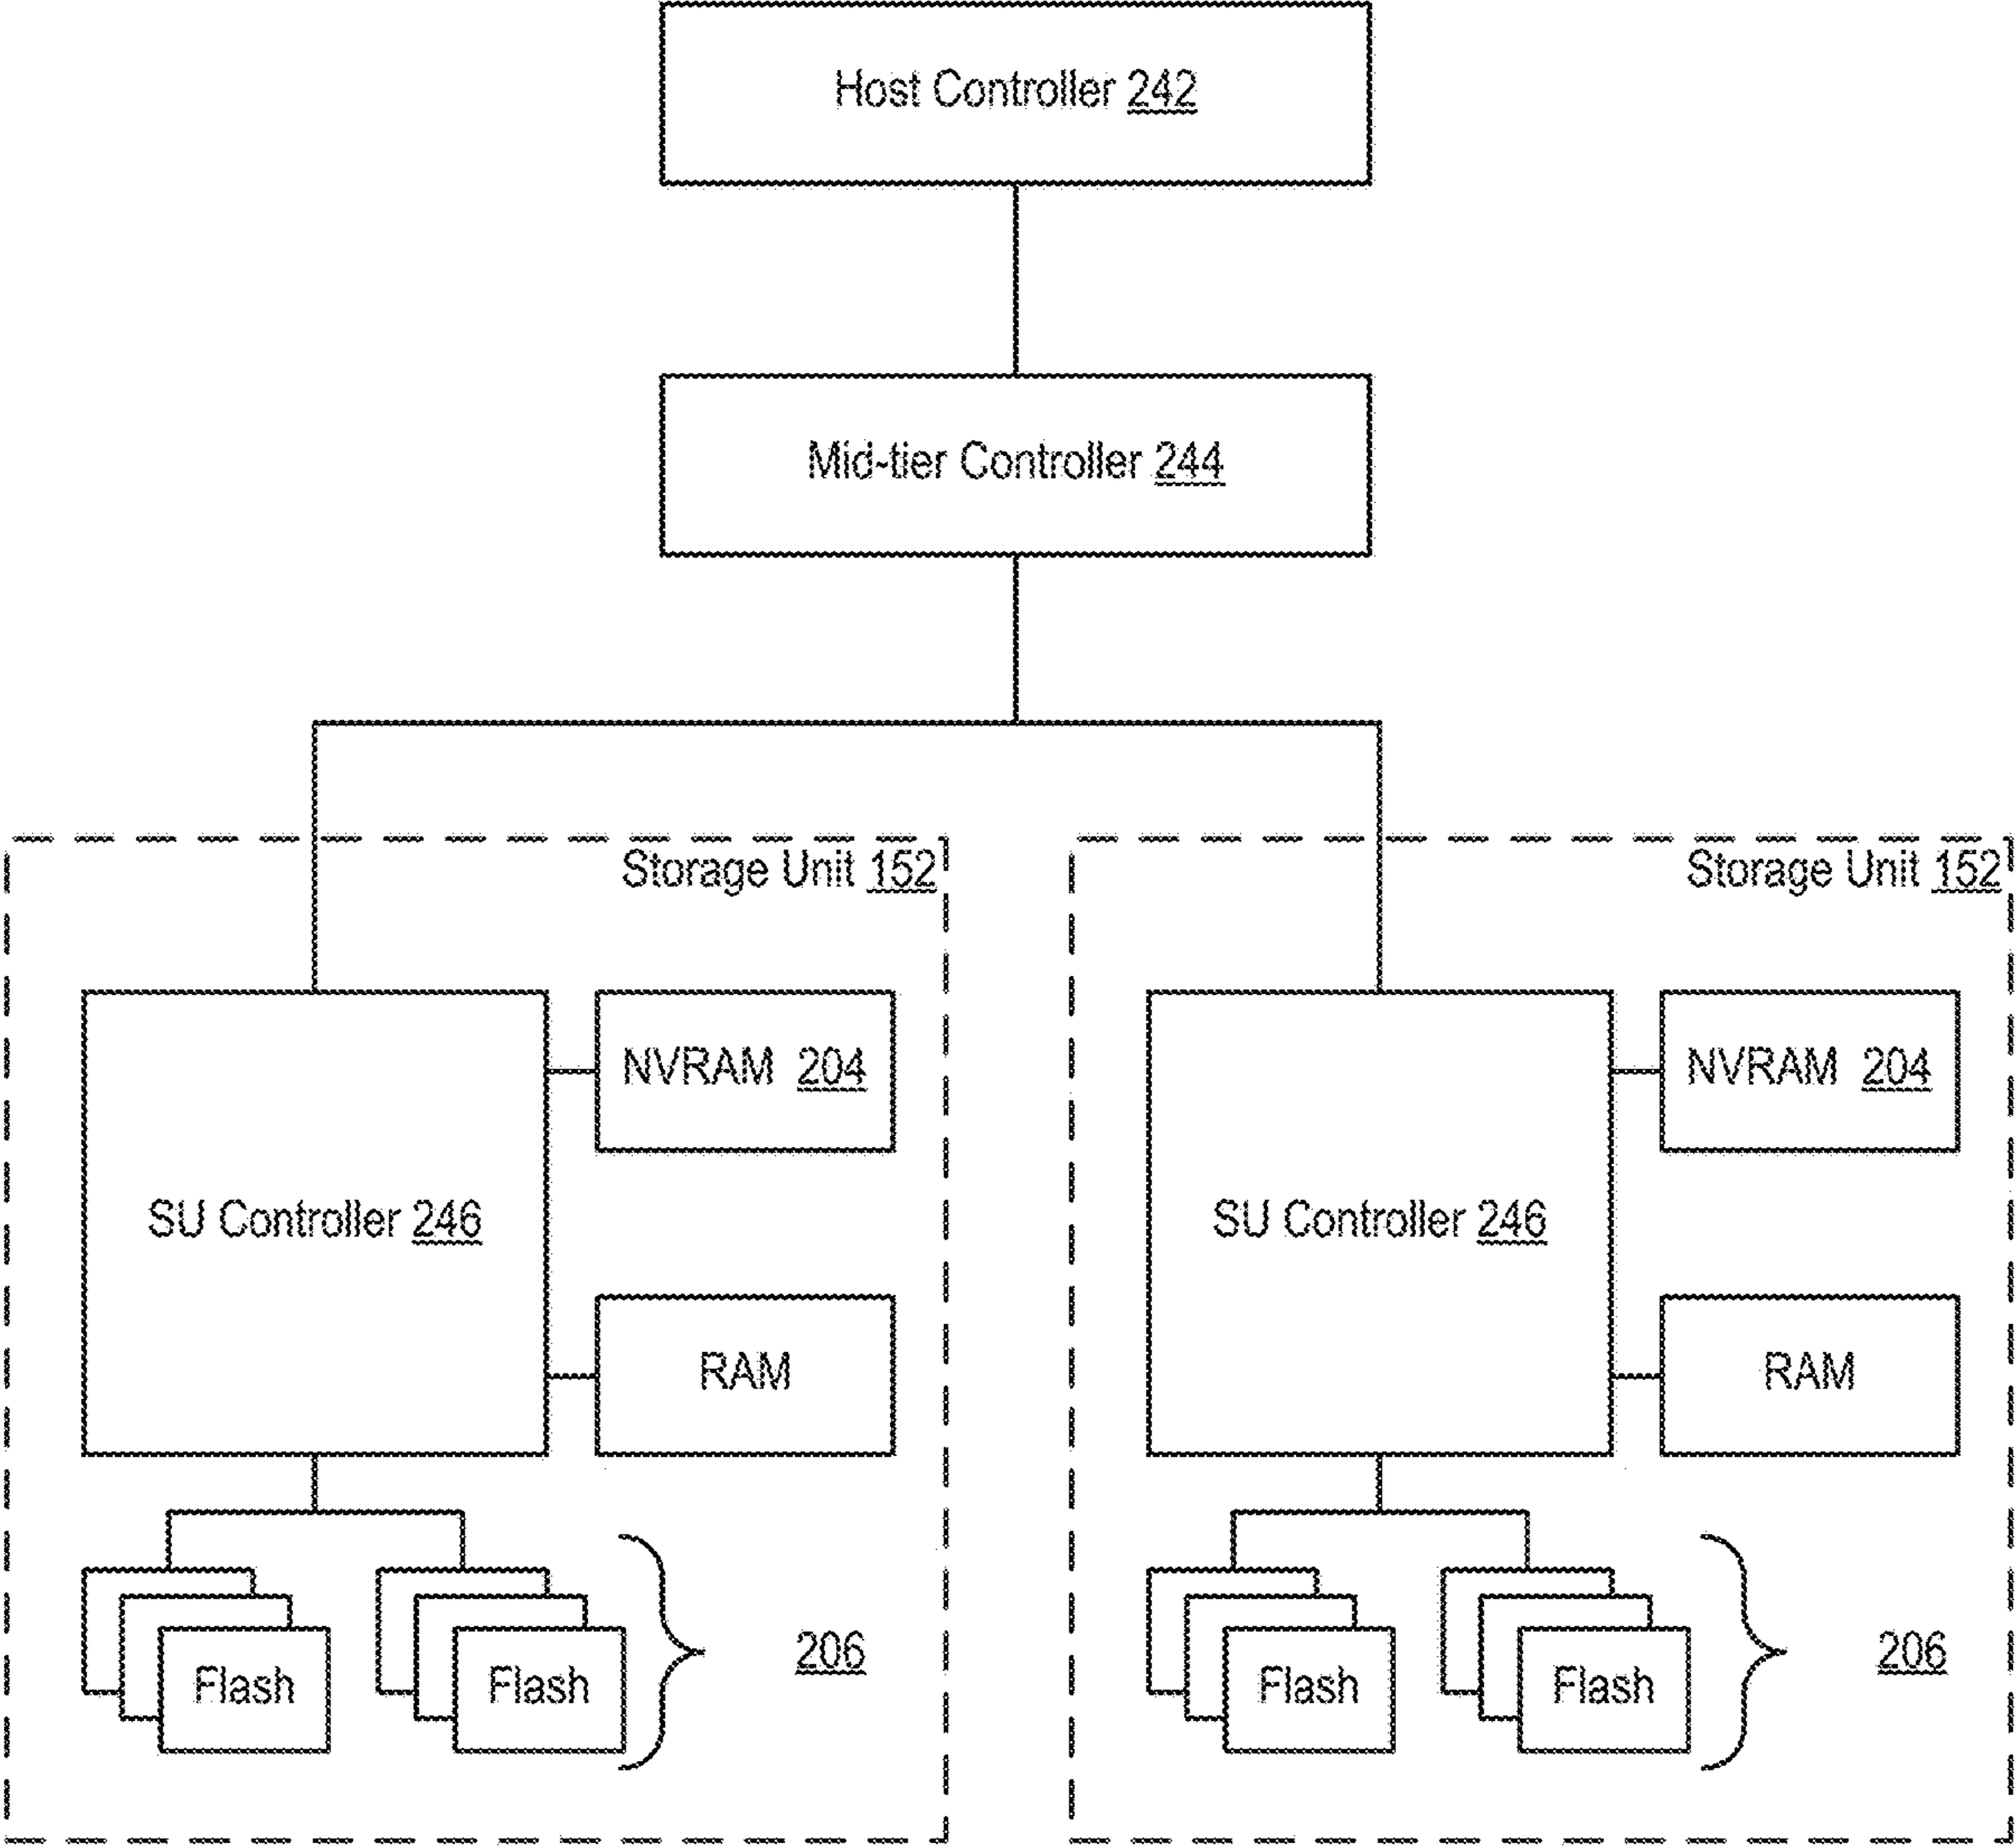 Host Controller 242
Mid-tier Controller 244
Storage Unit 152
NVRAM 204
SU Controller 246
RAM
Flash
Flash
206
Storage Unit 152
NVRAM 204
SU Controller 246
RAM
Flash
Flash
206